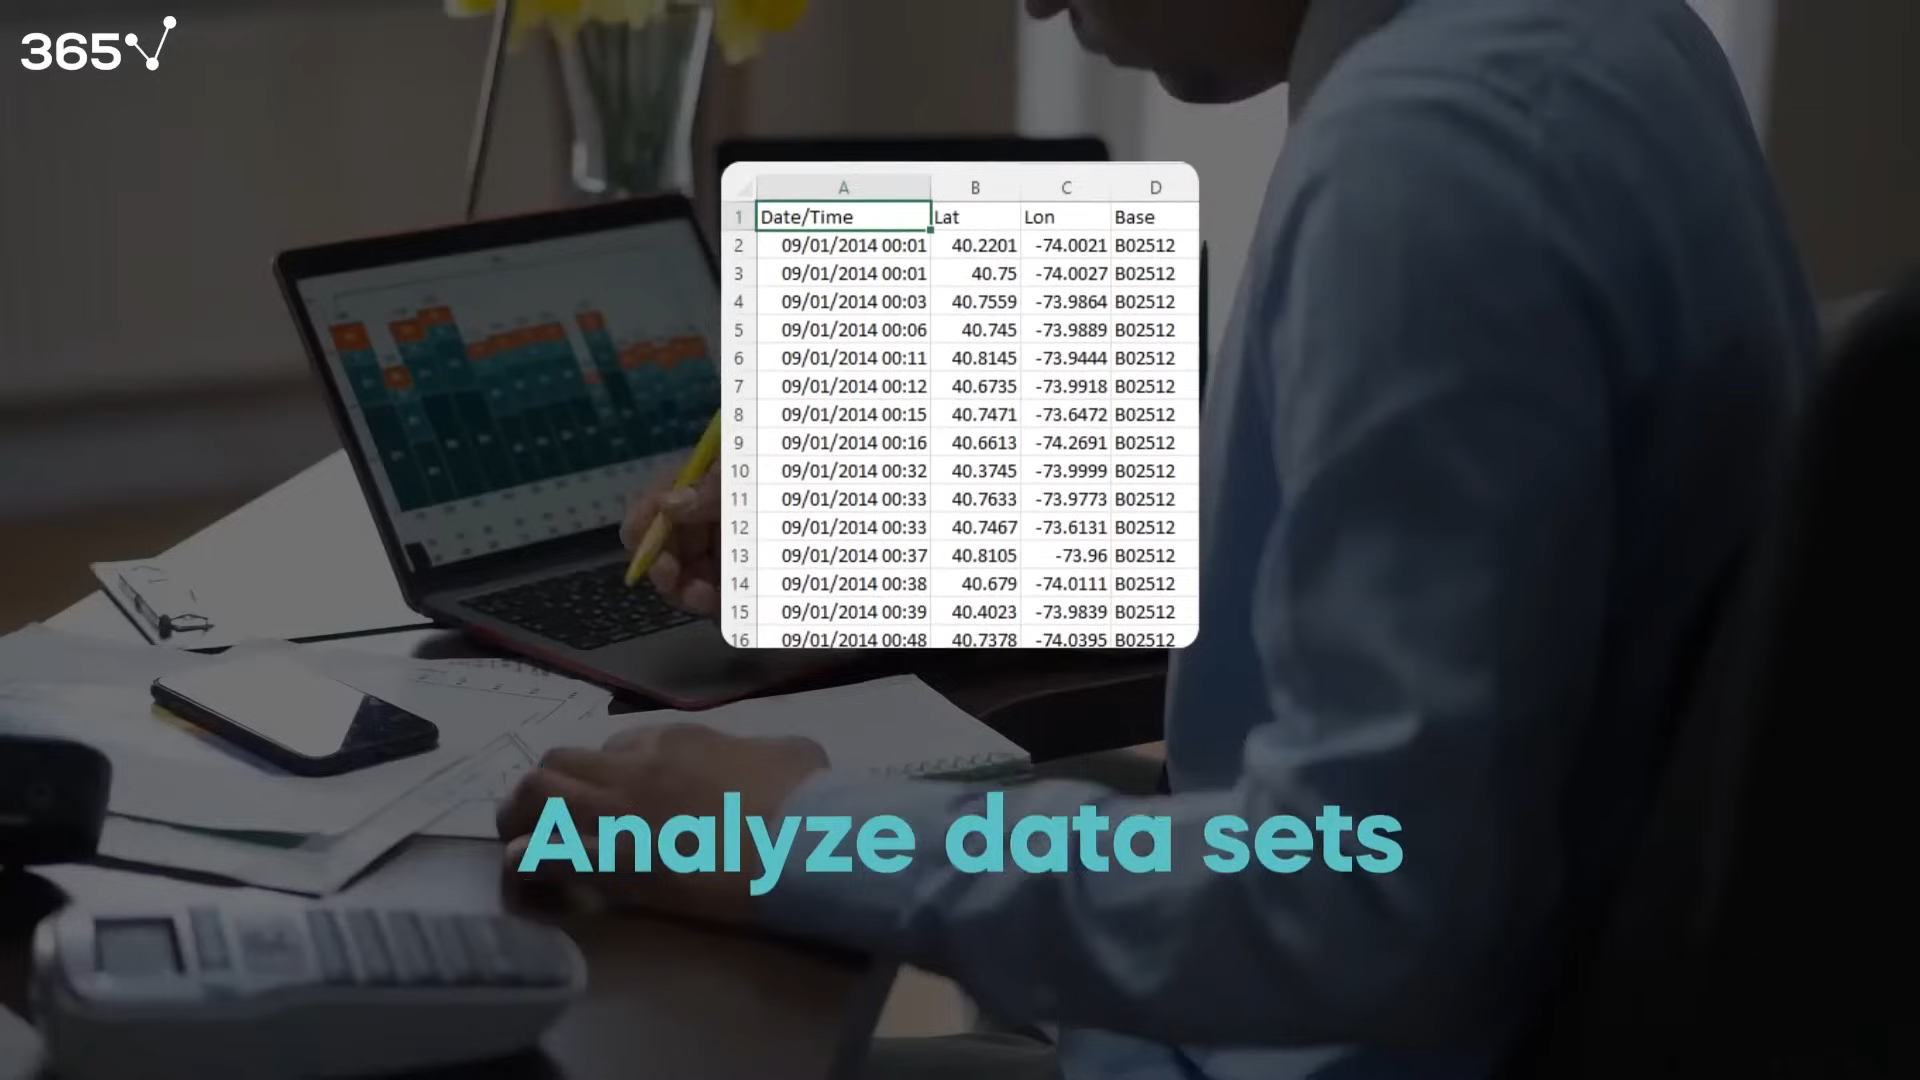 365
A B C D
1 Date/Time Lat Lon Base
2 09/01/2014 00:01 40.2201 -74.0021 B02512
3 09/01/2014 00:01 40.75 -74.0027 B02512
4 09/01/2014 00:03 40.7559 -73.9864 B02512
5 09/01/2014 00:06 40.745 -73.9889 B02512
6 09/01/2014 00:11 40.8145 -73.9444 B02512
7 09/01/2014 00:12 40.6735 -73.9918 B02512
8 09/01/2014 00:15 40.7471 -73.6472 B02512
9 09/01/2014 00:16 40.6613 -74.2691 B02512
10 09/01/2014 00:32 40.3745 -73.9999 B02512
11 09/01/2014 00:33 40.7633 -73.9773 B02512
12 09/01/2014 00:33 40.7467 -73.6131 B02512
13 09/01/2014 00:37 40.8105 -73.96 B02512
14 09/01/2014 00:38 40.679 -74.0111 B02512
15 09/01/2014 00:39 40.4023 -73.9839 B02512
16 09/01/2014 00:48 40.7378 -74.0395 B02512
Analyze data sets